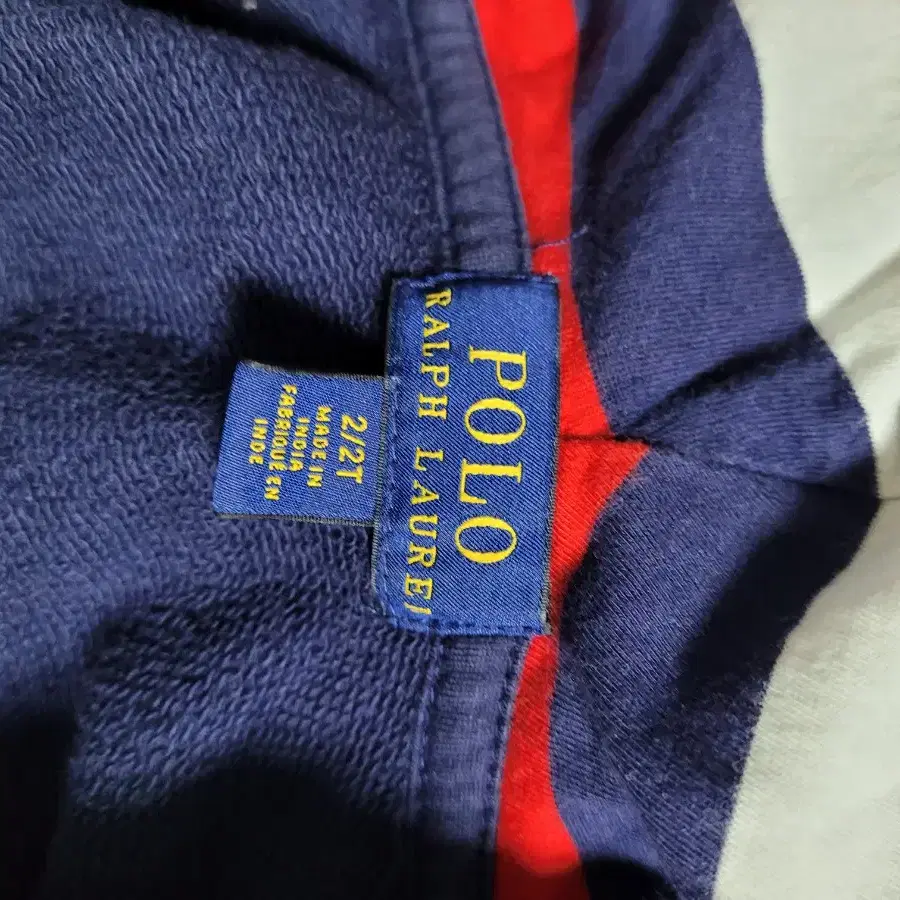 POLO
RALPH LAUREN
2/2T
MADE IN
INDIA
FABRIQUÉ EN
INDE